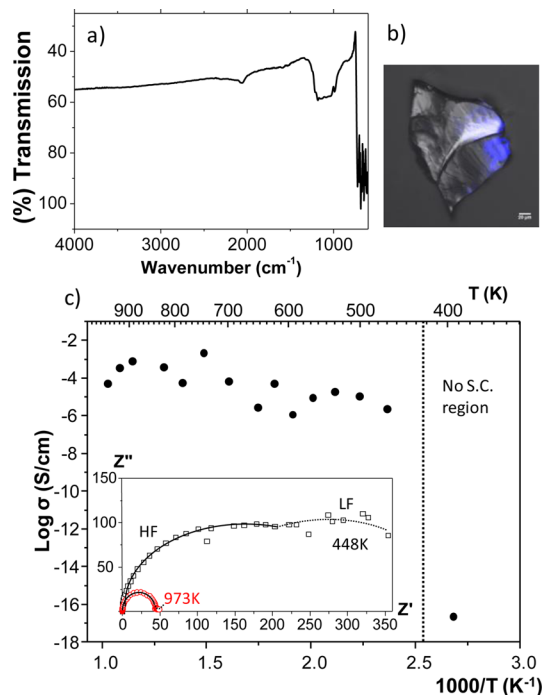 a)
(%) Transmission
40
60
80
100
4000
3000
2000
1000
Wavenumber (cm-1)
b)
20 µm
c)
T (K)
900
800
700
600
500
400
Log σ (S/cm)
-2
-4
-6
-8
-10
-12
-14
-16
-18
No S.C.
region
Z''
100
50
0
HF
LF
448K
973K
Z'
0
50
100
150
200
250
300
350
1.0
1.5
2.0
2.5
3.0
1000/T (K-1)